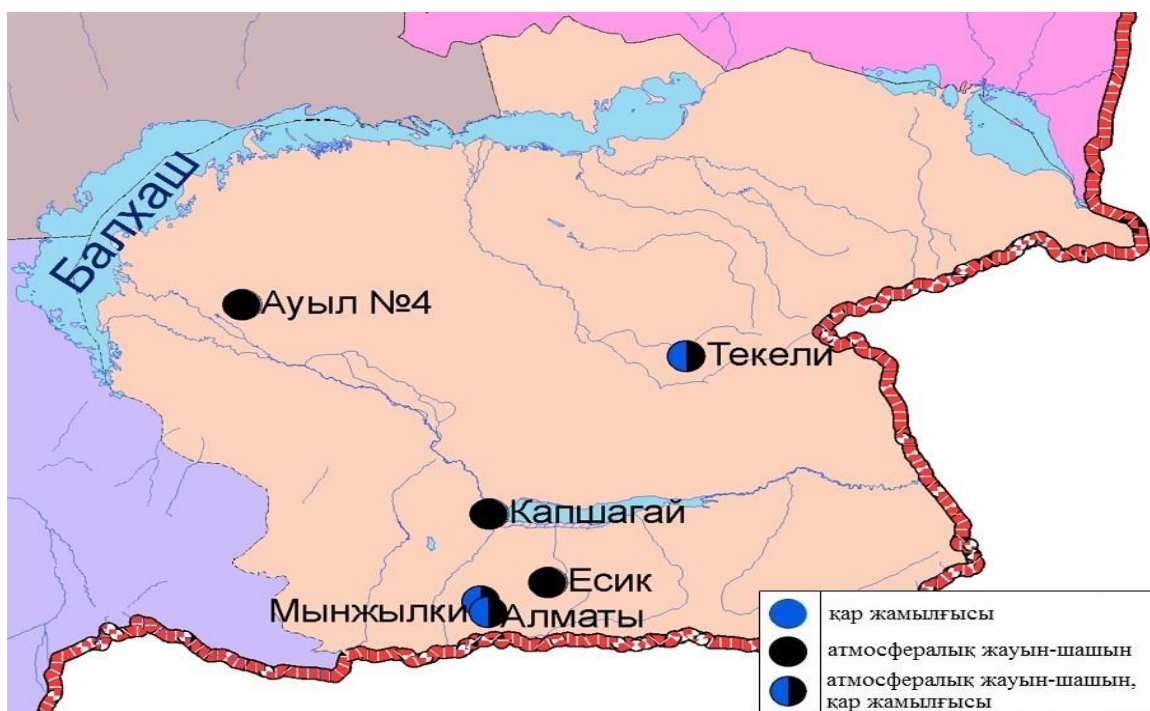 Балхаш
Ауыл №4
Текели
Капшагай
Есик
Мынжылки
Алматы
қар жамылғысы
атмосфералық жауын-шашын
атмосфералық жауын-шашын,
қар жамылғысы